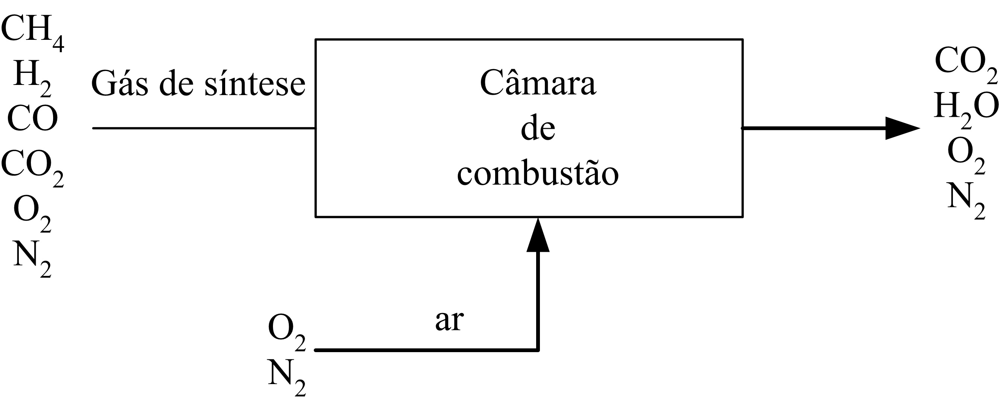 CH₄
H₂
CO
CO₂
O₂
N₂
Gás de síntese
Câmara
de
combustão
CO₂
H₂O
O₂
N₂
ar
O₂
N₂